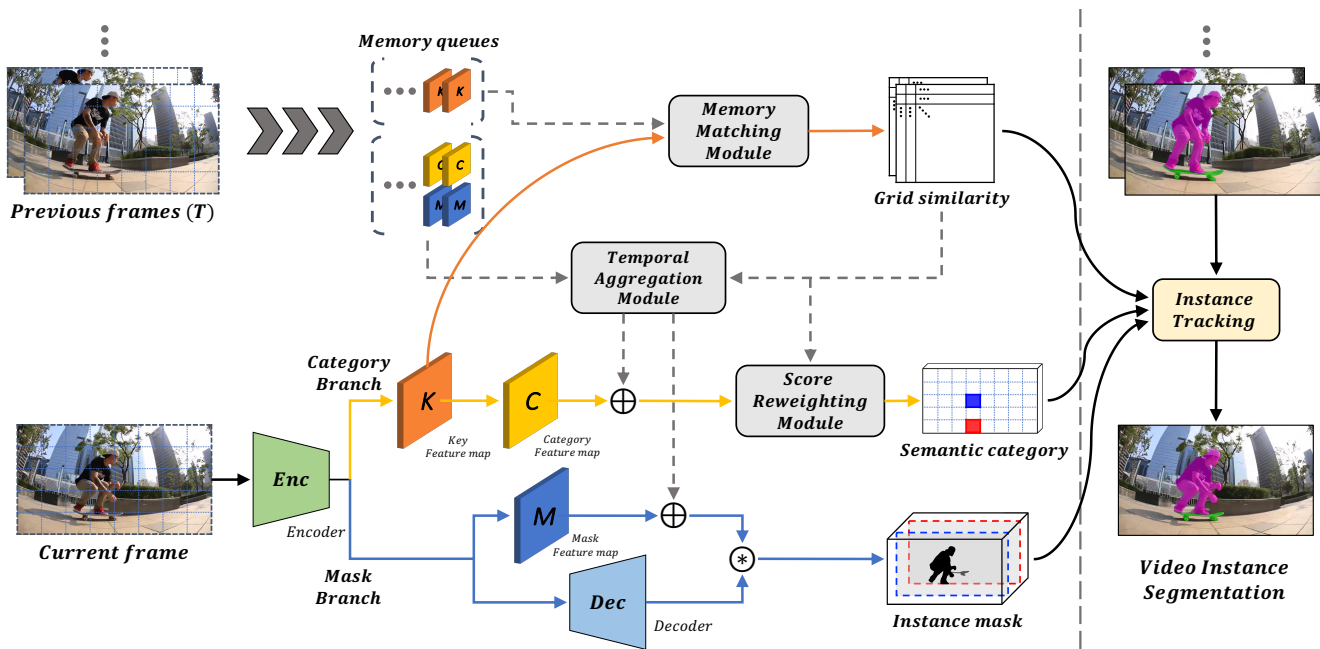 Memory queues
K K
C C
M M
Previous frames (T)
Memory
Matching
Module
Grid similarity
Temporal
Aggregation
Module
Instance
Tracking
Category
Branch
K
Key
Feature map
C
Category
Feature map
Score
Reweighting
Module
Semantic category
Enc
Encoder
Current frame
Mask
Branch
M
Mask
Feature map
Dec
Decoder
Instance mask
Video Instance
Segmentation